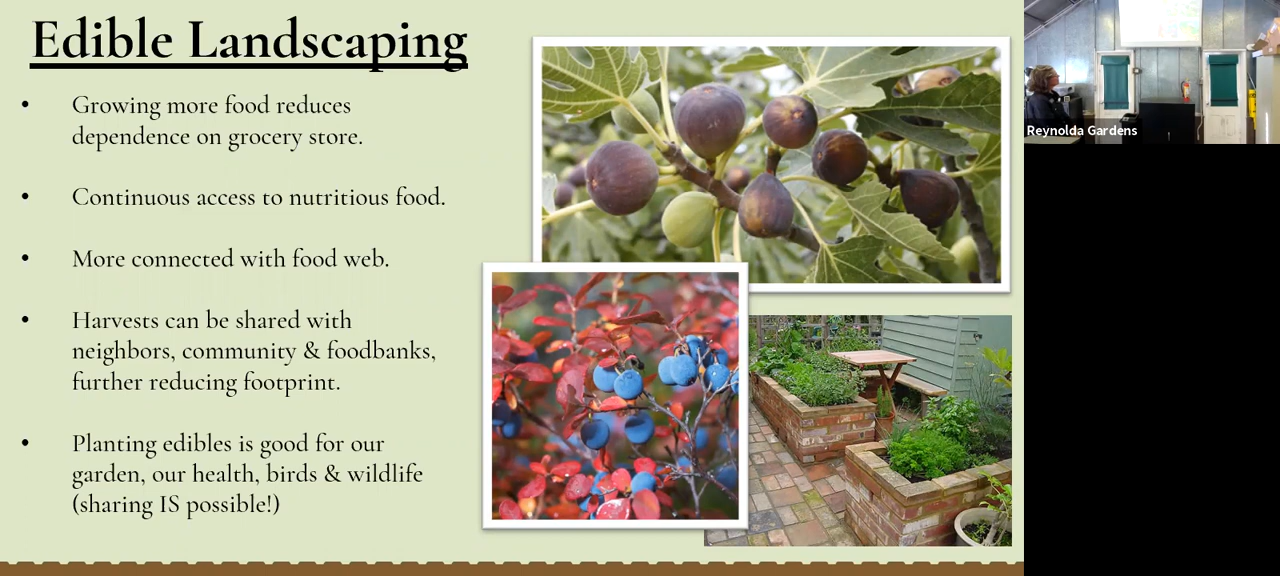 Edible Landscaping
• Growing more food reduces
dependence on grocery store.
• Continuous access to nutritious food.
• More connected with food web.
• Harvests can be shared with
neighbors, community & foodbanks,
further reducing footprint.
• Planting edibles is good for our
garden, our health, birds & wildlife
(sharing IS possible!)
Reynolda Gardens